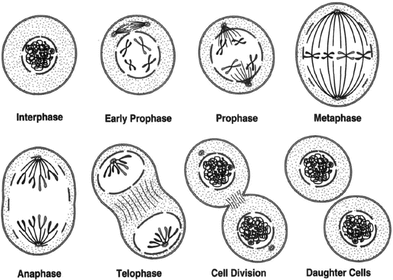 Interphase
Early Prophase
Prophase
Metaphase
Anaphase
Telophase
Cell Division
Daughter Cells